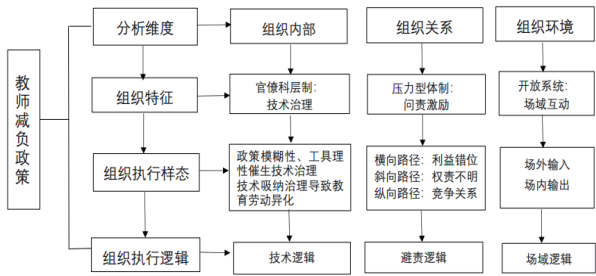 教师减负政策
分析维度
组织内部
组织关系
组织环境
组织特征
官僚科层制：
技术治理
压力型体制：
问责激励
开放系统：
场域互动
组织执行样态
政策模糊性、工具理
性催生技术治理
技术吸纳治理导致教
育劳动异化
横向路径：利益错位
斜向路径：权责不明
纵向路径：竞争关系
场外输入
场内输出
组织执行逻辑
技术逻辑
避责逻辑
场域逻辑